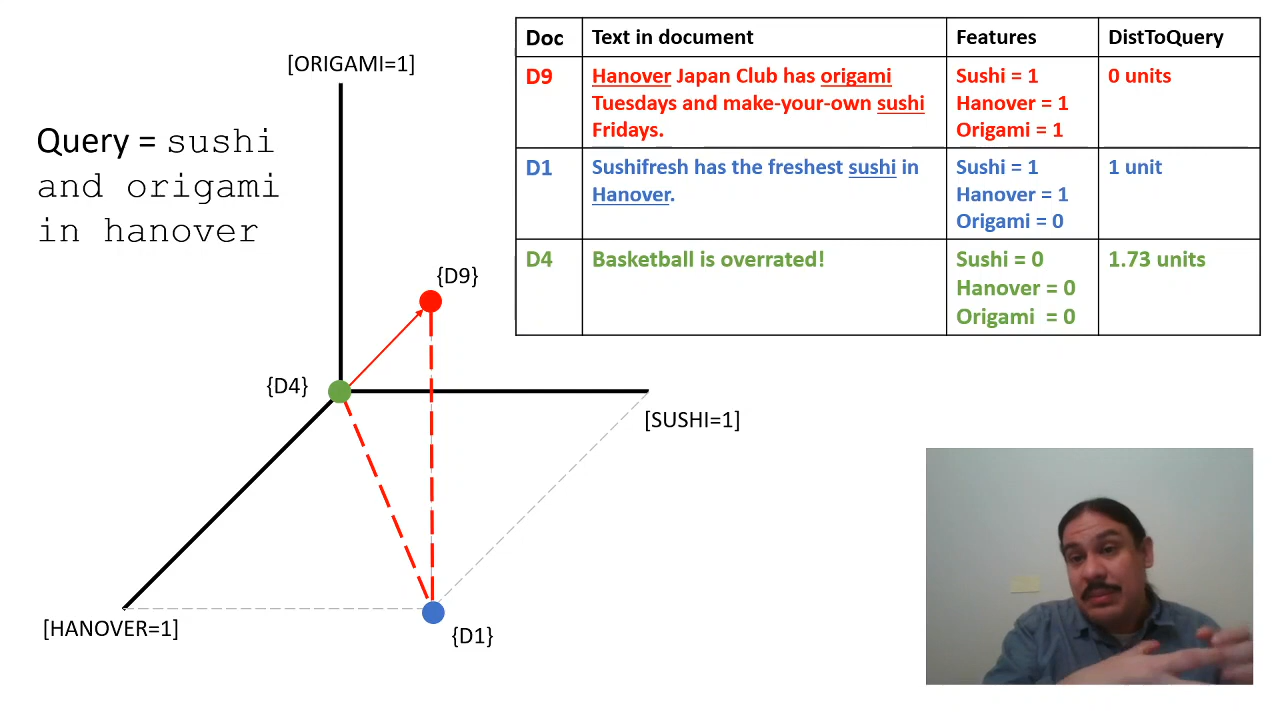 [ORIGAMI=1]
Query = sushi
and origami
in hanover
{D9}
{D4}
[SUSHI=1]
[HANOVER=1]
{D1}
Doc Text in document Features DistToQuery
D9 Hanover Japan Club has origami Sushi = 1 0 units
Tuesdays and make-your-own sushi Hanover = 1
Fridays. Origami = 1
D1 Sushifresh has the freshest sushi in Sushi = 1 1 unit
Hanover. Hanover = 1
Origami = 0
D4 Basketball is overrated! Sushi = 0 1.73 units
Hanover = 0
Origami = 0